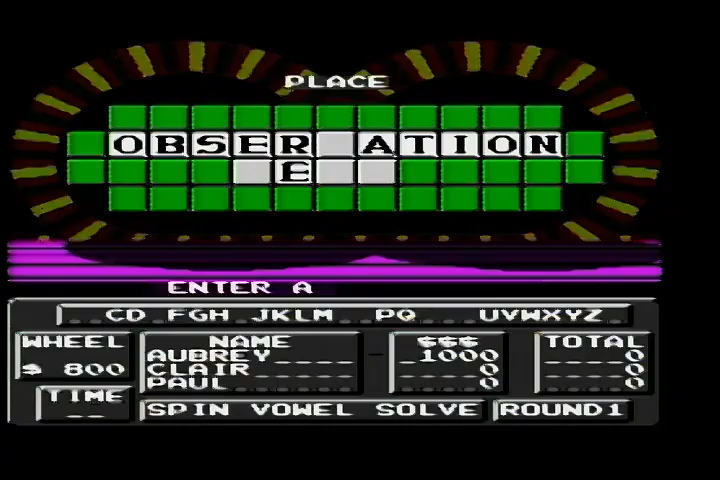 PLACE
OBSER ATION
E
ENTER A
CD FGH JKLM PQ UVWXYZ
WHEEL NAME $$$ TOTAL
$ 800 AUBREY 1000 0
CLAIR 0 0
PAUL 0 0
TIME
SPIN VOWEL SOLVE ROUND1